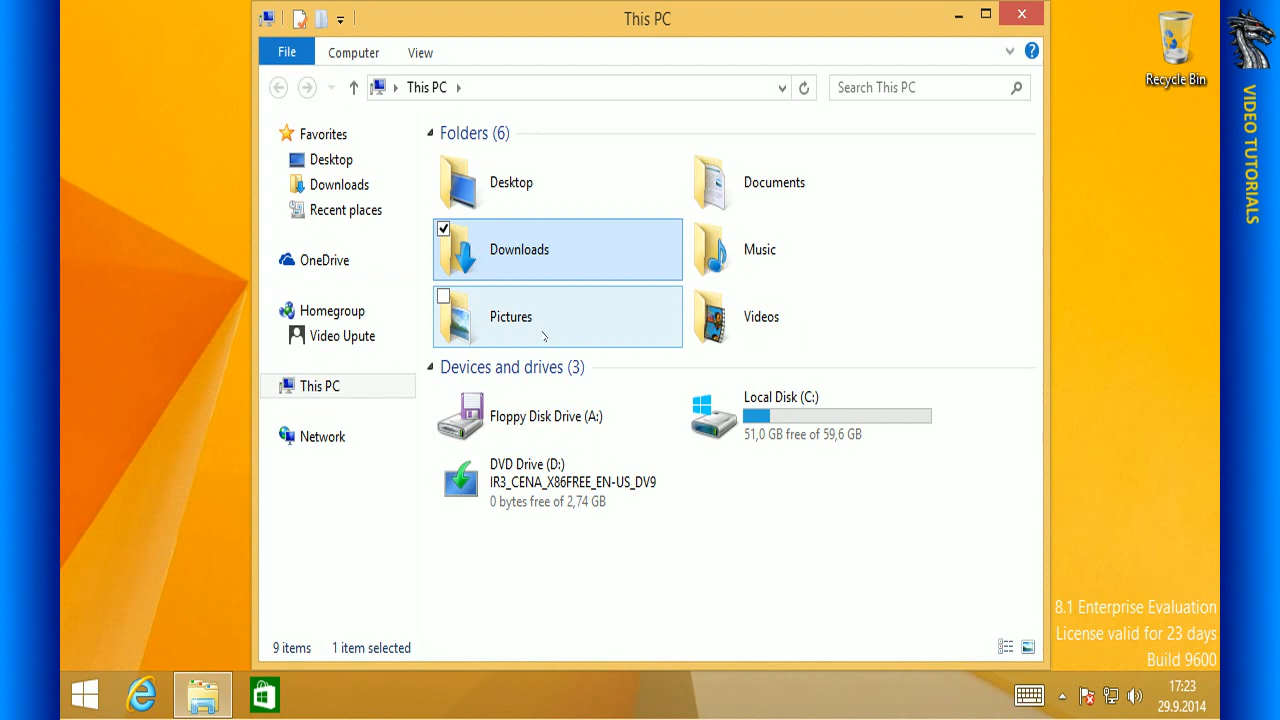 This PC
File
Computer
View
This PC
Search This PC
Favorites
Desktop
Downloads
Recent places
OneDrive
Homegroup
Video Upute
This PC
Network
Folders (6)
Desktop
Documents
Downloads
Music
Pictures
Videos
Devices and drives (3)
Floppy Disk Drive (A:)
Local Disk (C:)
51,0 GB free of 59,6 GB
DVD Drive (D:)
IR3_CENA_X86FREE_EN-US_DV9
0 bytes free of 2,74 GB
9 items
1 item selected
Recycle Bin
VIDEO TUTORIALS
8.1 Enterprise Evaluation
License valid for 23 days
Build 9600
17:23
29.9.2014